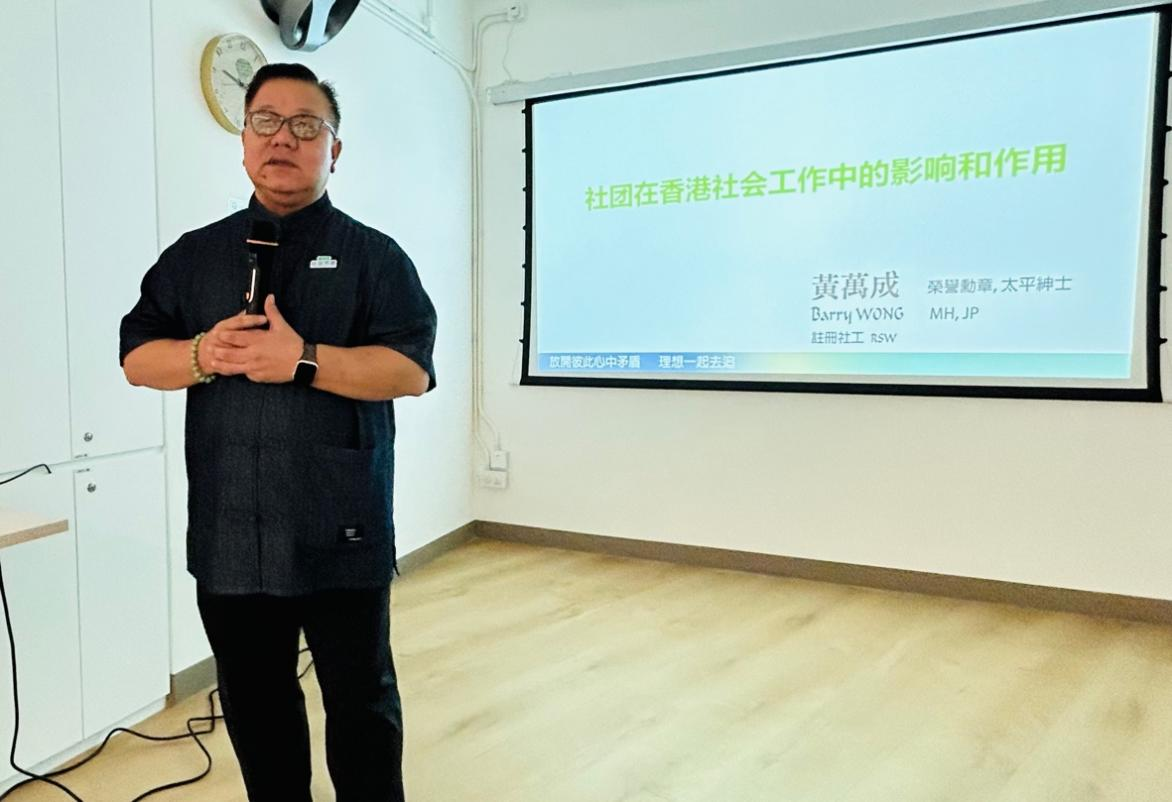 社团在香港社会工作中的影响和作用
黃萬成 榮譽勳章, 太平紳士
Barry WONG MH, JP
註冊社工 RSW
放開彼此心中矛盾 理想一起去追